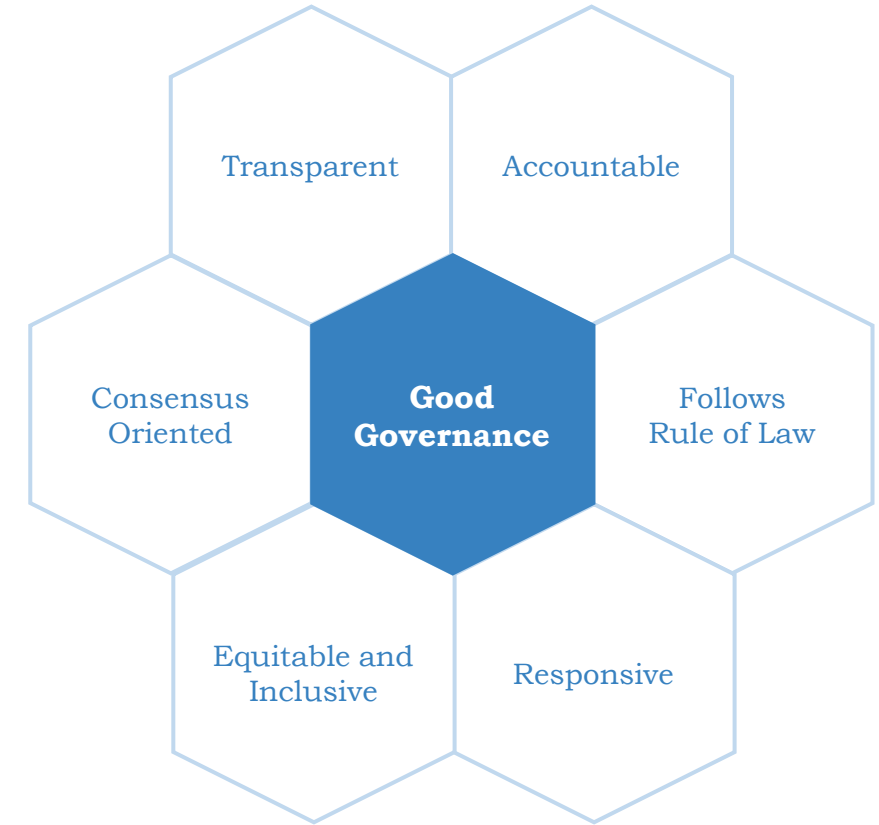 Transparent
Accountable
Consensus
Oriented
Good
Governance
Follows
Rule of Law
Equitable and
Inclusive
Responsive